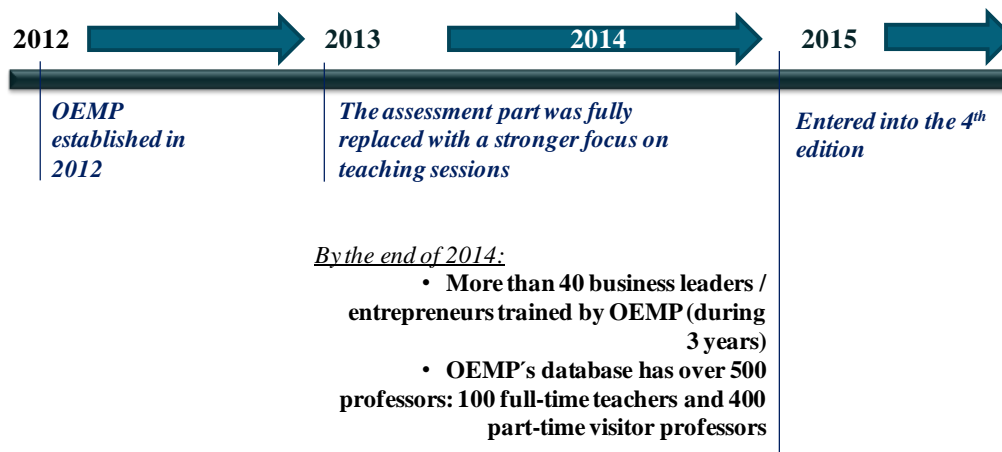 2012
2013
2014
2015
OEMP
established in
2012
The assessment part was fully
replaced with a stronger focus on
teaching sessions
Entered into the 4th
edition
By the end of 2014:
• More than 40 business leaders /
entrepreneurs trained by OEMP (during
3 years)
• OEMP´s database has over 500
professors: 100 full-time teachers and 400
part-time visitor professors